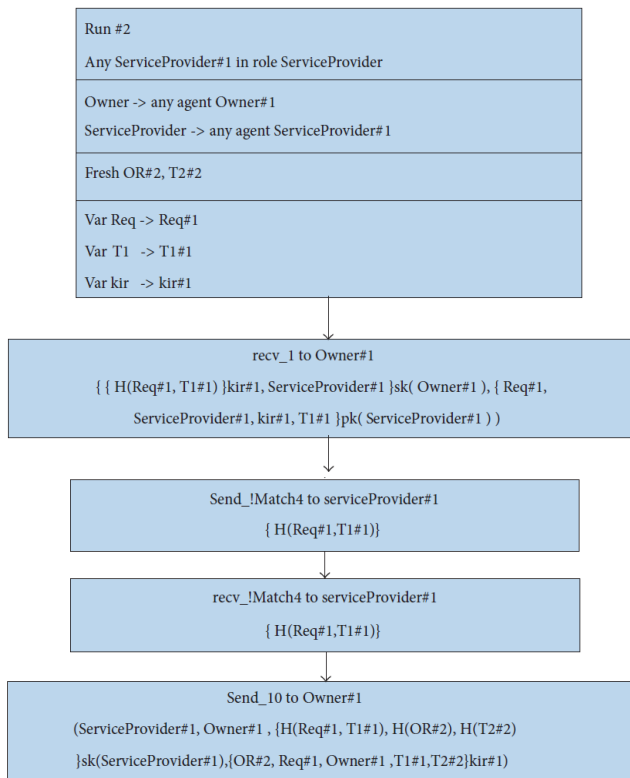 Run #2
Any ServiceProvider#1 in role ServiceProvider
Owner -> any agent Owner#1
ServiceProvider -> any agent ServiceProvider#1
Fresh OR#2, T2#2
Var Req -> Req#1
Var T1 -> T1#1
Var kir -> kir#1
recv_1 to Owner#1
{ { H(Req#1, T1#1) }kir#1, ServiceProvider#1 }sk( Owner#1 ), { Req#1,
ServiceProvider#1, kir#1, T1#1 }pk( ServiceProvider#1 ) )
Send_!Match4 to serviceProvider#1
{ H(Req#1,T1#1)}
recv_!Match4 to serviceProvider#1
{ H(Req#1,T1#1)}
Send_10 to Owner#1
(ServiceProvider#1, Owner#1 , {H(Req#1, T1#1), H(OR#2), H(T2#2)
}sk(ServiceProvider#1),{OR#2, Req#1, Owner#1 ,T1#1,T2#2}kir#1)